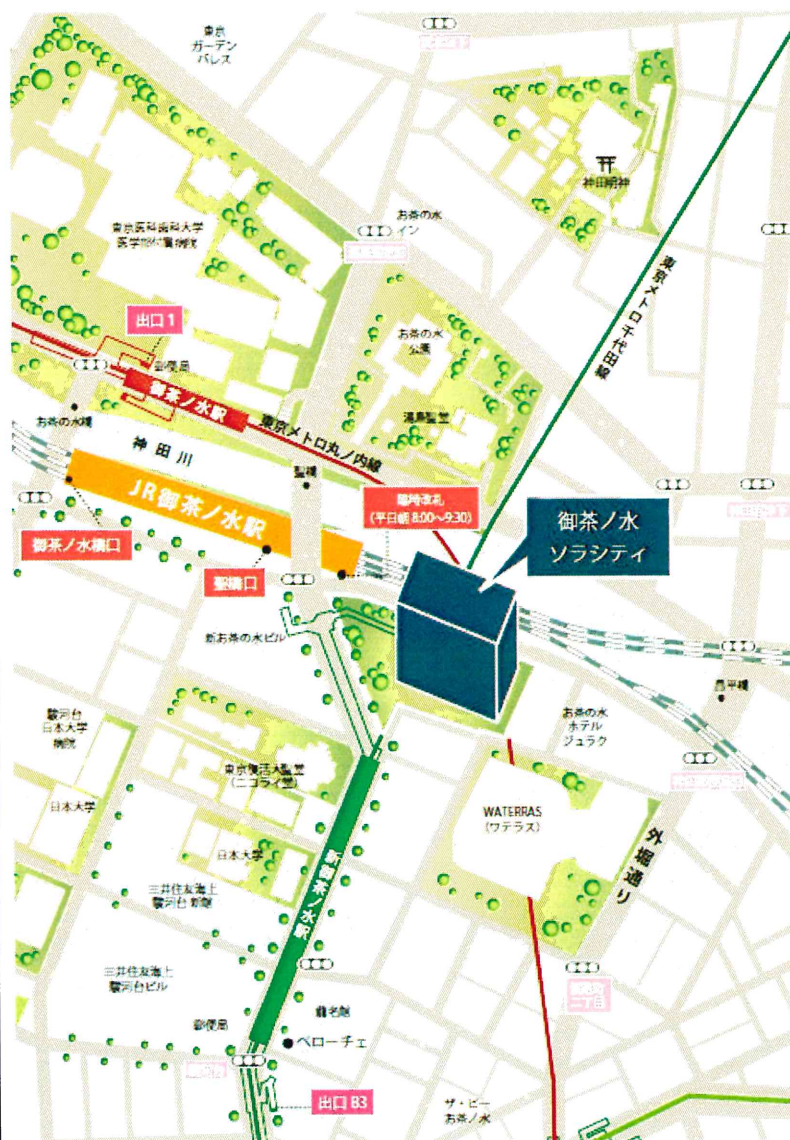 東京
ガーデン
パレス
神田明神
お茶の水
イン
東京医科歯科大学
医学部付属病院
東京メトロ千代田線
出口1
郵便局
お茶の水
公園
湯島聖堂
御茶ノ水駅
東京メトロ丸ノ内線
お茶の水橋
神田川
聖橋
JR御茶ノ水駅
臨時改札
(平日朝 8:00～9:30)
御茶ノ水
ソラシティ
御茶ノ水橋口
聖橋口
新お茶の水ビル
昌平橋
お茶の水
ホテル
ジュラク
駿河台
日本大学
病院
東京復活大聖堂
(ニコライ堂)
日本大学
WATERRAS
(ワテラス)
外堀通り
日本大学
新御茶ノ水駅
三井住友海上
駿河台 新館
三井住友海上
駿河台ビル
龍名館
郵便局
ベローチェ
出口 B3
ザ・ビー
お茶ノ水